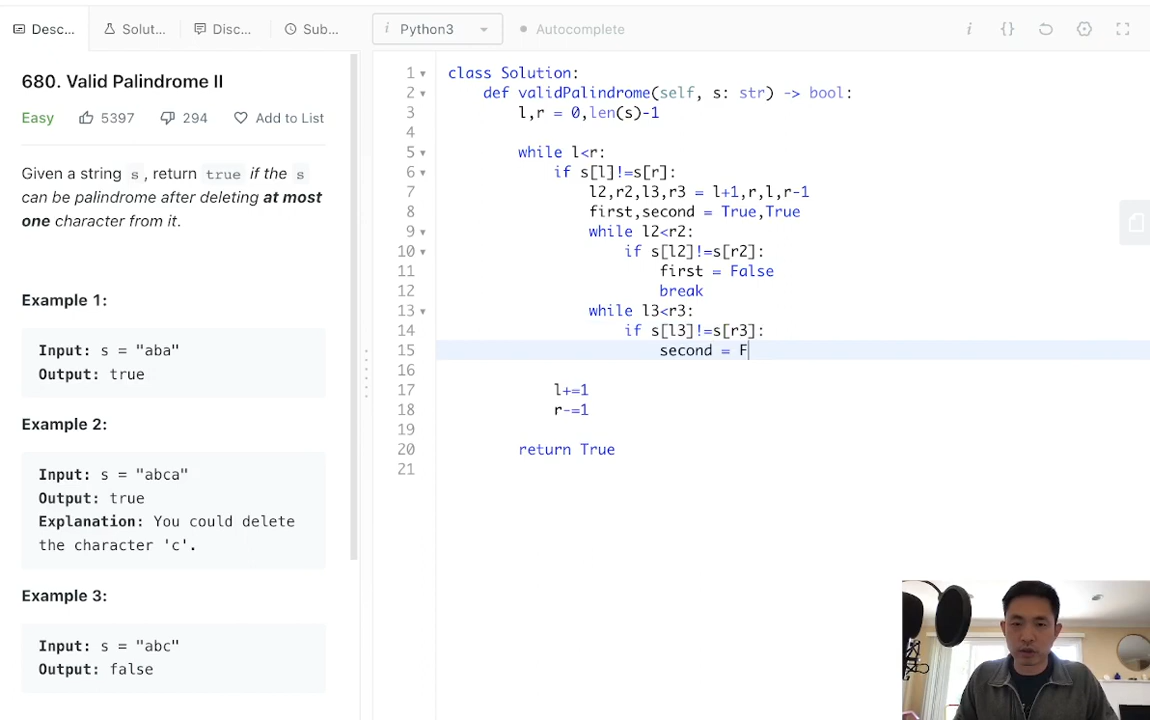 Desc...
Solut...
Disc...
Sub...
i Python3
Autocomplete
i {}
680. Valid Palindrome II
Easy 5397 294 Add to List
Given a string s , return true if the s
can be palindrome after deleting at most
one character from it.
Example 1:
Input: s = "aba"
Output: true
Example 2:
Input: s = "abca"
Output: true
Explanation: You could delete
the character 'c'.
Example 3:
Input: s = "abc"
Output: false
1 class Solution:
2 def validPalindrome(self, s: str) -> bool:
3 l,r = 0,len(s)-1
4
5 while l<r:
6 if s[l]!=s[r]:
7 l2,r2,l3,r3 = l+1,r,l,r-1
8 first,second = True,True
9 while l2<r2:
10 if s[l2]!=s[r2]:
11 first = False
12 break
13 while l3<r3:
14 if s[l3]!=s[r3]:
15 second = F
16
17 l+=1
18 r-=1
19
20 return True
21